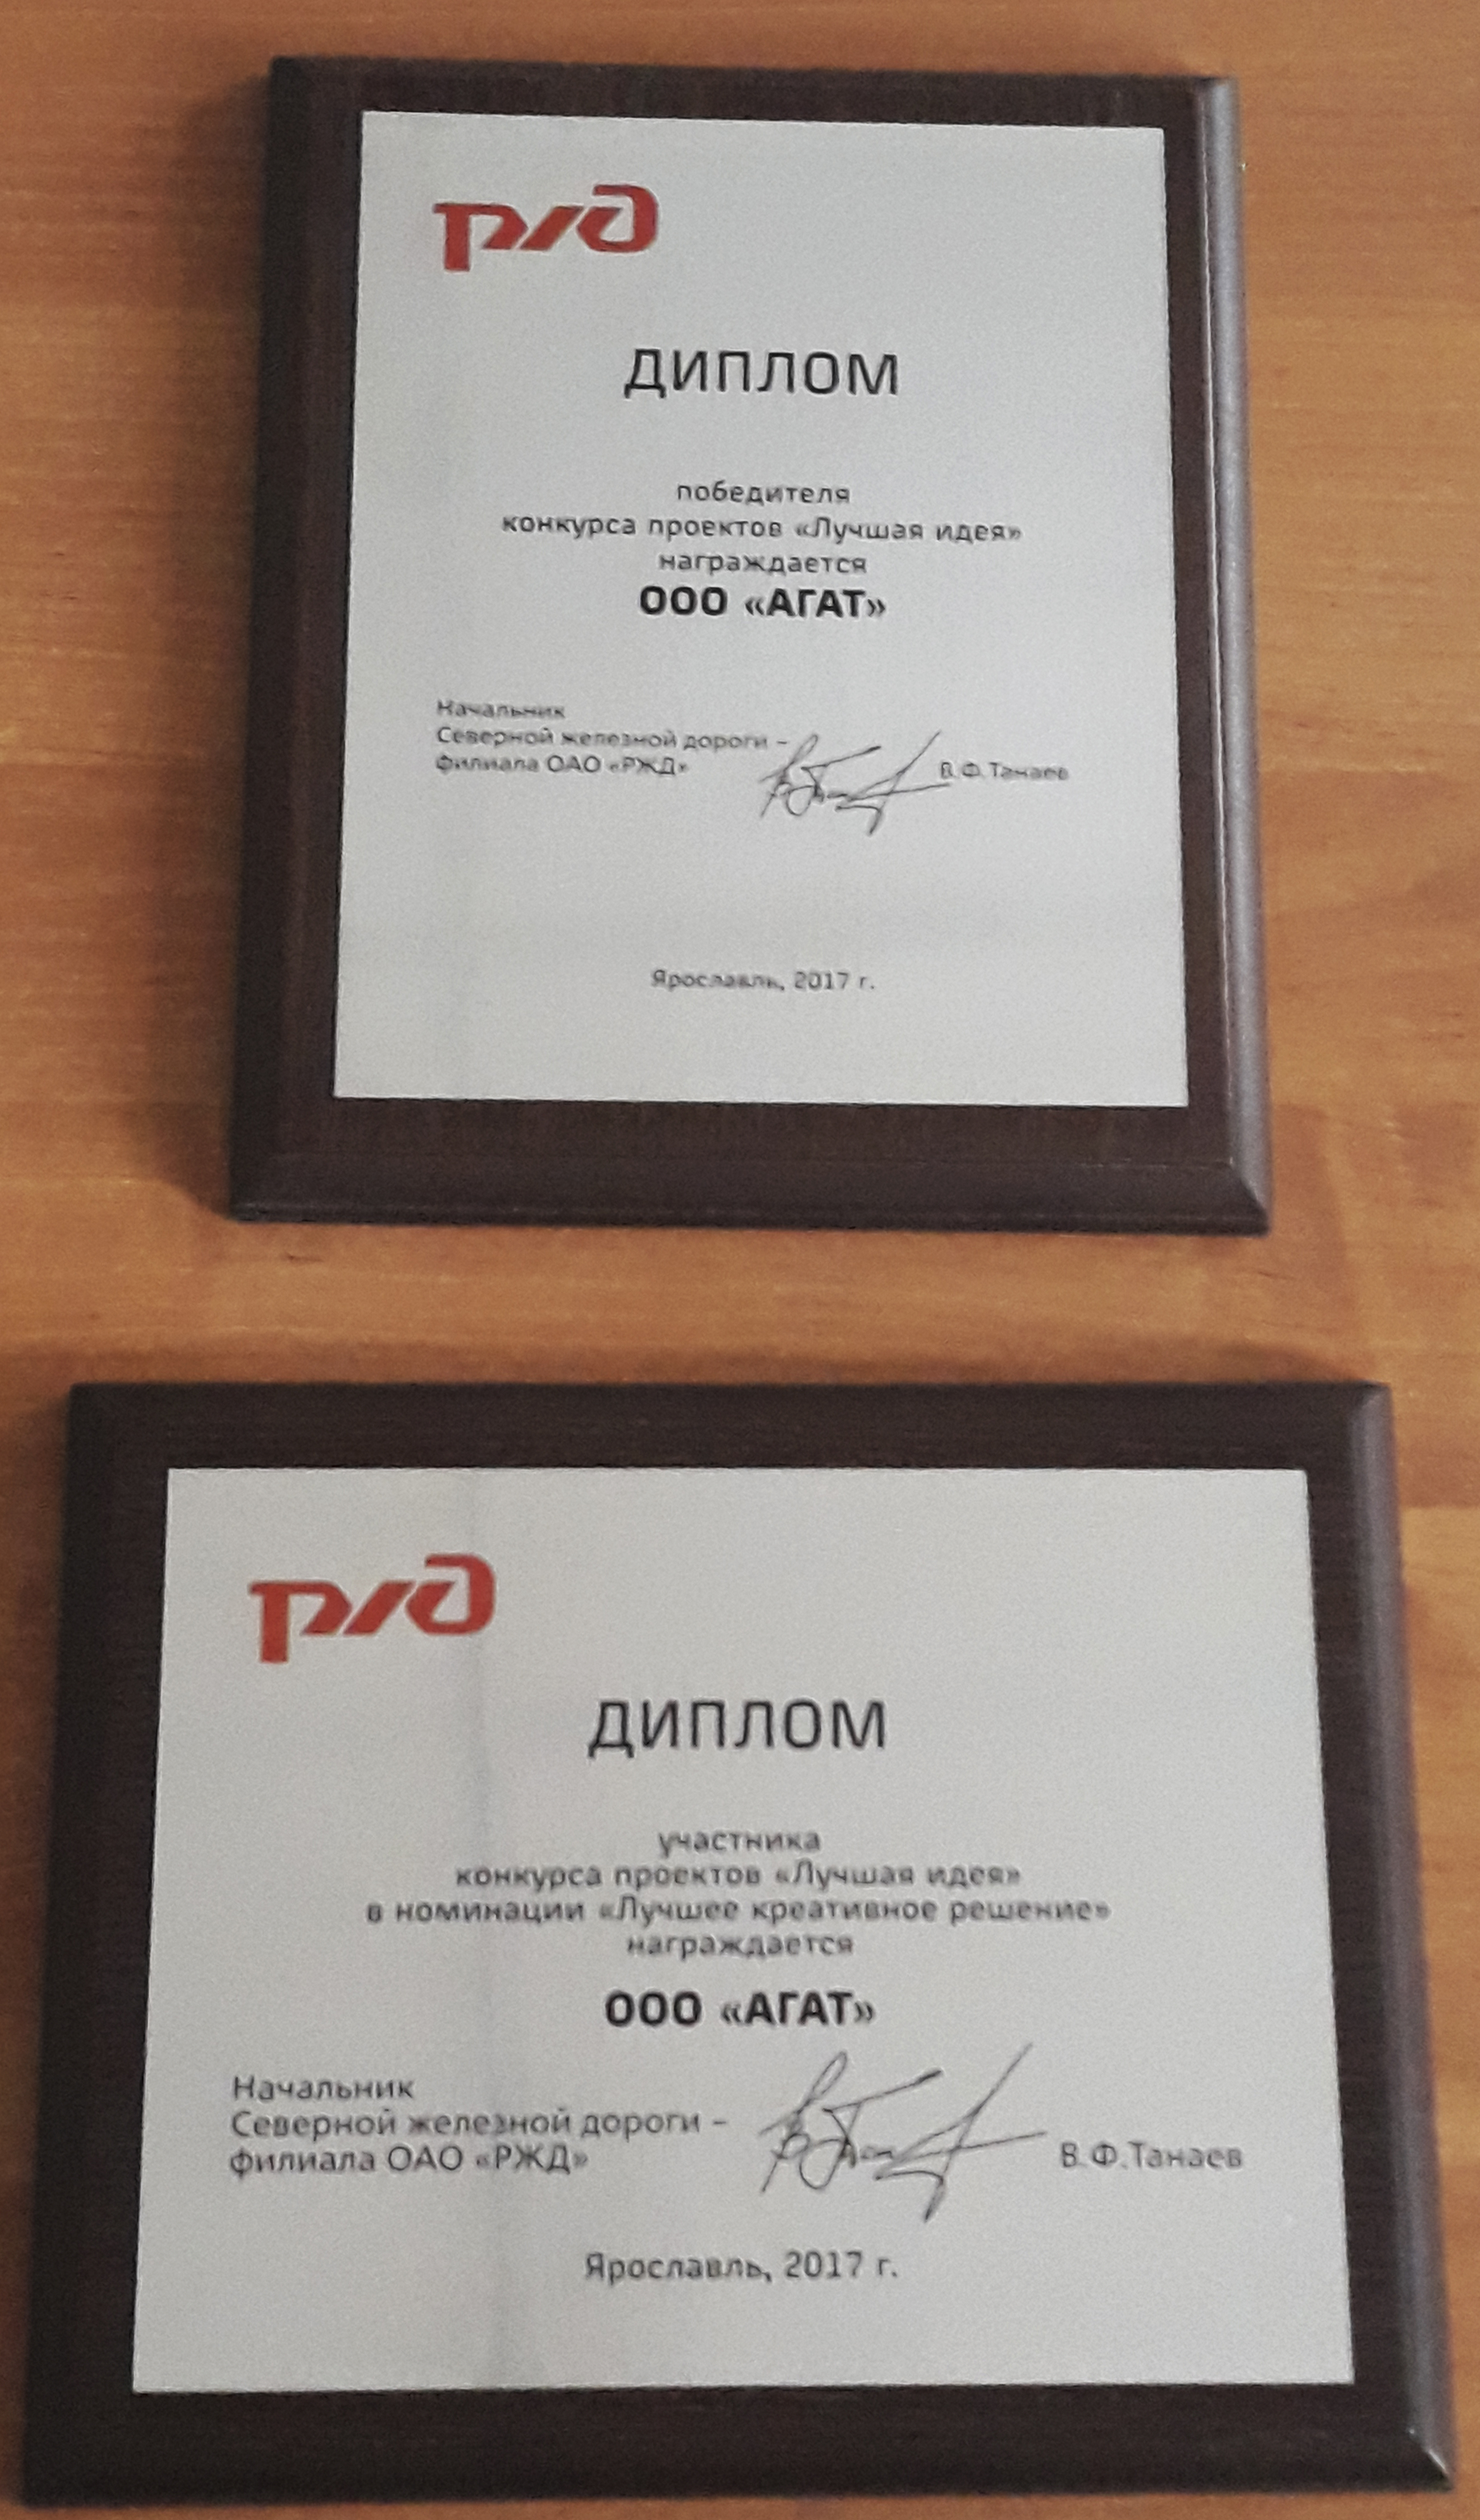 РЖД
ДИПЛОМ
победителя
конкурса проектов «Лучшая идея»
награждается
ООО «АГАТ»
Начальник
Северной железной дороги –
филиала ОАО «РЖД»
В.Ф.Танаев
Ярославль, 2017 г.
РЖД
ДИПЛОМ
участника
конкурса проектов «Лучшая идея»
в номинации «Лучшее креативное решение»
награждается
ООО «АГАТ»
Начальник
Северной железной дороги –
филиала ОАО «РЖД»
В.Ф.Танаев
Ярославль, 2017 г.